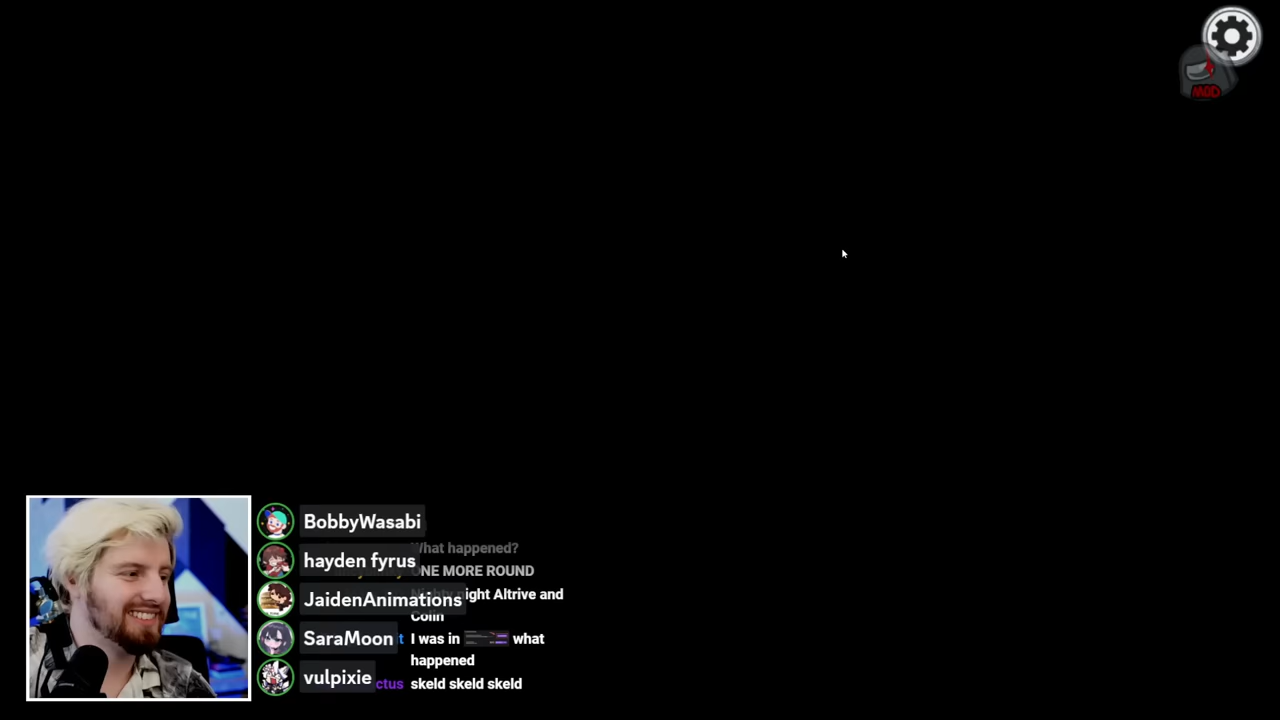 MOD
BobbyWasabi
What happened?
hayden fyrus
ONE MORE ROUND
night Altrive and
JaidenAnimations
Colin
SaraMoon
t I was in what
happened
vulpixie
ctus skeld skeld skeld